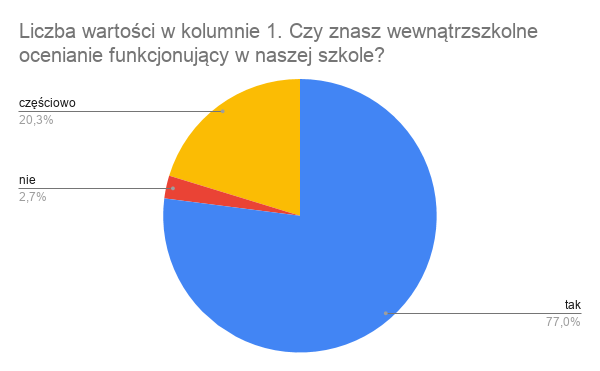 Liczba wartości w kolumnie 1. Czy znasz wewnątrzszkolne
ocenianie funkcjonujący w naszej szkole?
częściowo
20,3%
nie
2,7%
tak
77,0%